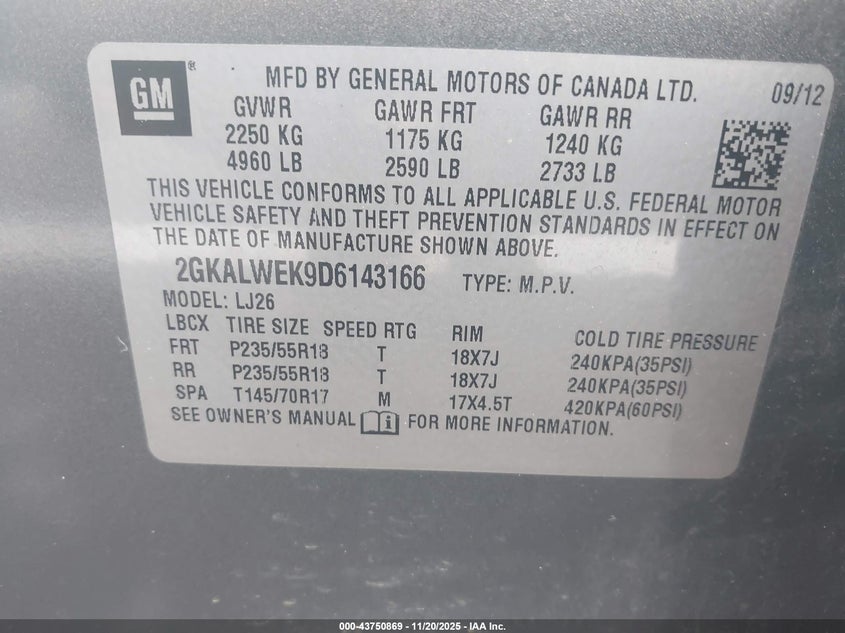 GM ® MFD BY GENERAL MOTORS OF CANADA LTD. 09/12
GVWR GAWR FRT GAWR RR
2250 KG 1175 KG 1240 KG
4960 LB 2590 LB 2733 LB
THIS VEHICLE CONFORMS TO ALL APPLICABLE U.S. FEDERAL MOTOR
VEHICLE SAFETY AND THEFT PREVENTION STANDARDS IN EFFECT ON
THE DATE OF MANUFACTURE SHOWN ABOVE.
2GKALWEK9D6143166 TYPE: M.P.V.
MODEL: LJ26
LBCX TIRE SIZE SPEED RTG RIM COLD TIRE PRESSURE
FRT P235/55R18 T 18X7J 240KPA(35PSI)
RR P235/55R18 T 18X7J 240KPA(35PSI)
SPA T145/70R17 M 17X4.5T 420KPA(60PSI)
SEE OWNER'S MANUAL i FOR MORE INFORMATION.
000-43750869 - 11/20/2025 - IAA Inc.